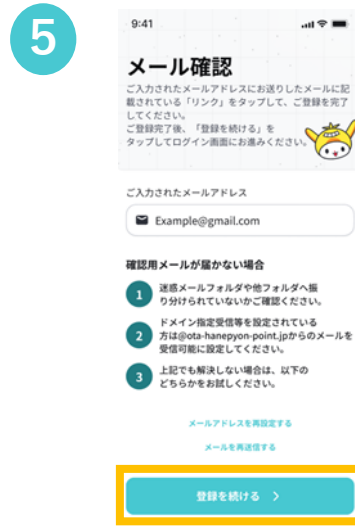 5
9:41
メール確認
ご入力されたメールアドレスにお送りしたメールに記
載されている「リンク」をタップして、ご登録を完了
してください。
ご登録完了後、「登録を続ける」を
タップしてログイン画面にお進みください。
ご入力されたメールアドレス
Example@gmail.com
確認用メールが届かない場合
1 迷惑メールフォルダや他フォルダへ振
り分けられていないかご確認ください。
2 ドメイン指定受信等を設定されている
方は@ota-hanepyon-point.jpからのメールを
受信可能に設定してください。
3 上記でも解決しない場合は、以下の
どちらかをお試しください。
メールアドレスを再設定する
メールを再送信する
登録を続ける >